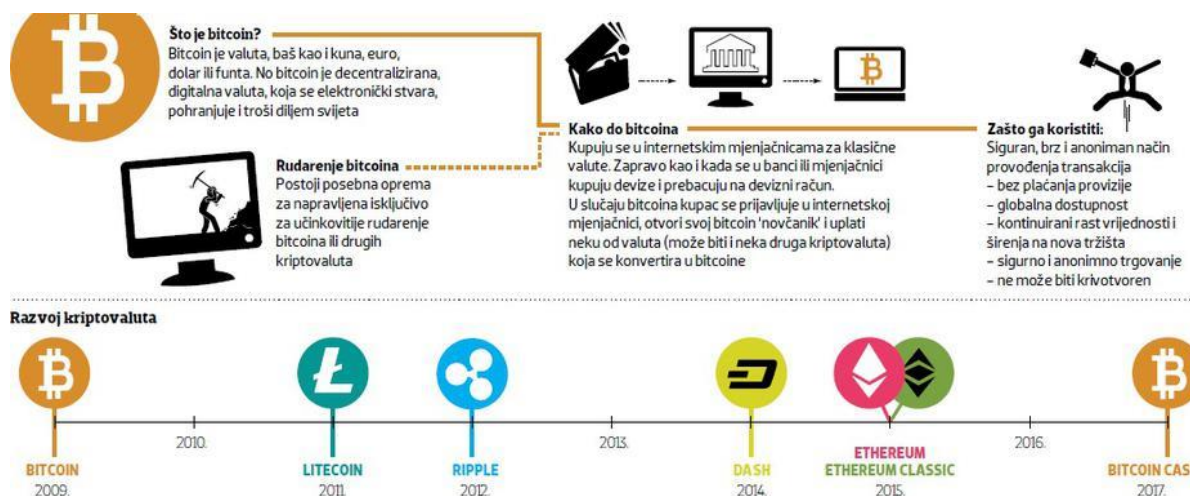 Što je bitcoin?
Bitcoin je valuta, baš kao i kuna, euro,
dolar ili funta. No bitcoin je decentralizirana,
digitalna valuta, koja se elektronički stvara,
pohranjuje i troši diljem svijeta
Rudarenje bitcoina
Postoji posebna oprema
za napravljena isključivo
za učinkovitije rudarenje
bitcoina ili drugih
kriptovaluta
Kako do bitcoina
Kupuju se u internetskim mjenjačnicama za klasične
valute. Zapravo kao i kada se u banci ili mjenjačnici
kupuju devize i prebacuju na devizni račun.
U slučaju bitcoina kupac se prijavljuje u internetskoj
mjenjačnici, otvori svoj bitcoin 'novčanik' i uplati
neku od valuta (može biti i neka druga kriptovaluta)
koja se konvertira u bitcoine
Zašto ga koristiti:
Siguran, brz i anoniman način
provođenja transakcija
– bez plaćanja provizije
– globalna dostupnost
– kontinuirani rast vrijednosti i
širenja na nova tržišta
– sigurno i anonimno trgovanje
– ne može biti krivotvoren
Razvoj kriptovaluta
2010.
2013.
2016.
BITCOIN
2009.
LITECOIN
2011.
RIPPLE
2012.
DASH
2014.
ETHEREUM
ETHEREUM CLASSIC
2015.
BITCOIN CAS
2017.